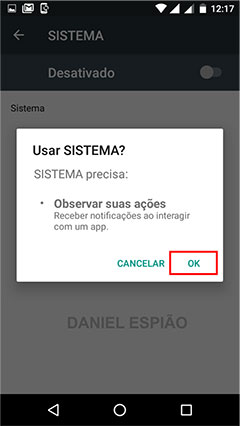 12:17
SISTEMA
Desativado
Sistema
Usar SISTEMA?
SISTEMA precisa:
• Observar suas ações
Receber notificações ao interagir
com um app.
CANCELAR OK
DANIEL ESPIÃO